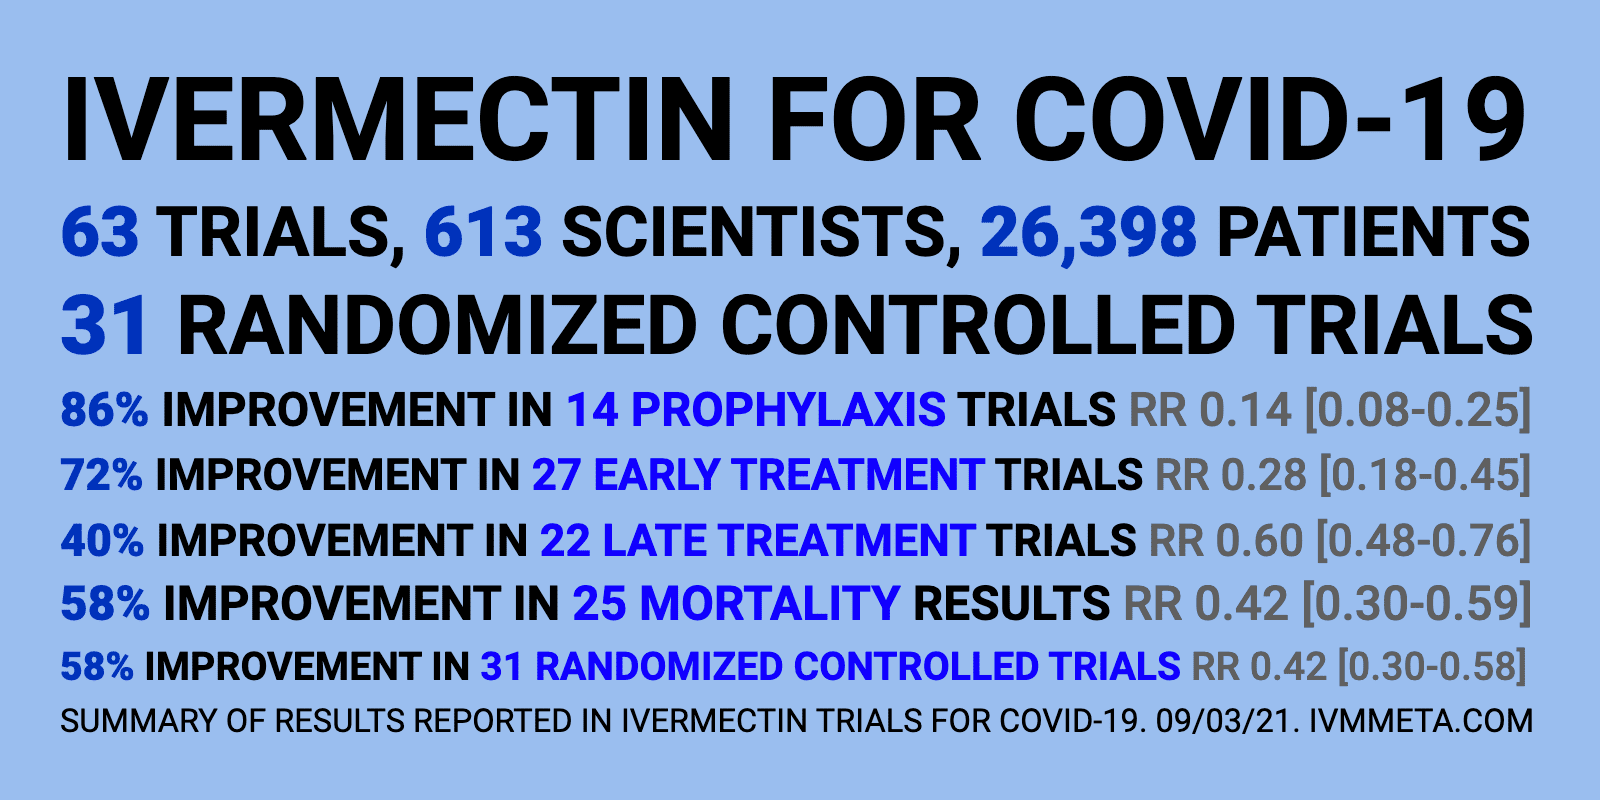 IVERMECTIN FOR COVID-19
63 TRIALS, 613 SCIENTISTS, 26,398 PATIENTS
31 RANDOMIZED CONTROLLED TRIALS
86% IMPROVEMENT IN 14 PROPHYLAXIS TRIALS RR 0.14 [0.08-0.25]
72% IMPROVEMENT IN 27 EARLY TREATMENT TRIALS RR 0.28 [0.18-0.45]
40% IMPROVEMENT IN 22 LATE TREATMENT TRIALS RR 0.60 [0.48-0.76]
58% IMPROVEMENT IN 25 MORTALITY RESULTS RR 0.42 [0.30-0.59]
58% IMPROVEMENT IN 31 RANDOMIZED CONTROLLED TRIALS RR 0.42 [0.30-0.58]
SUMMARY OF RESULTS REPORTED IN IVERMECTIN TRIALS FOR COVID-19. 09/03/21. IVMMETA.COM